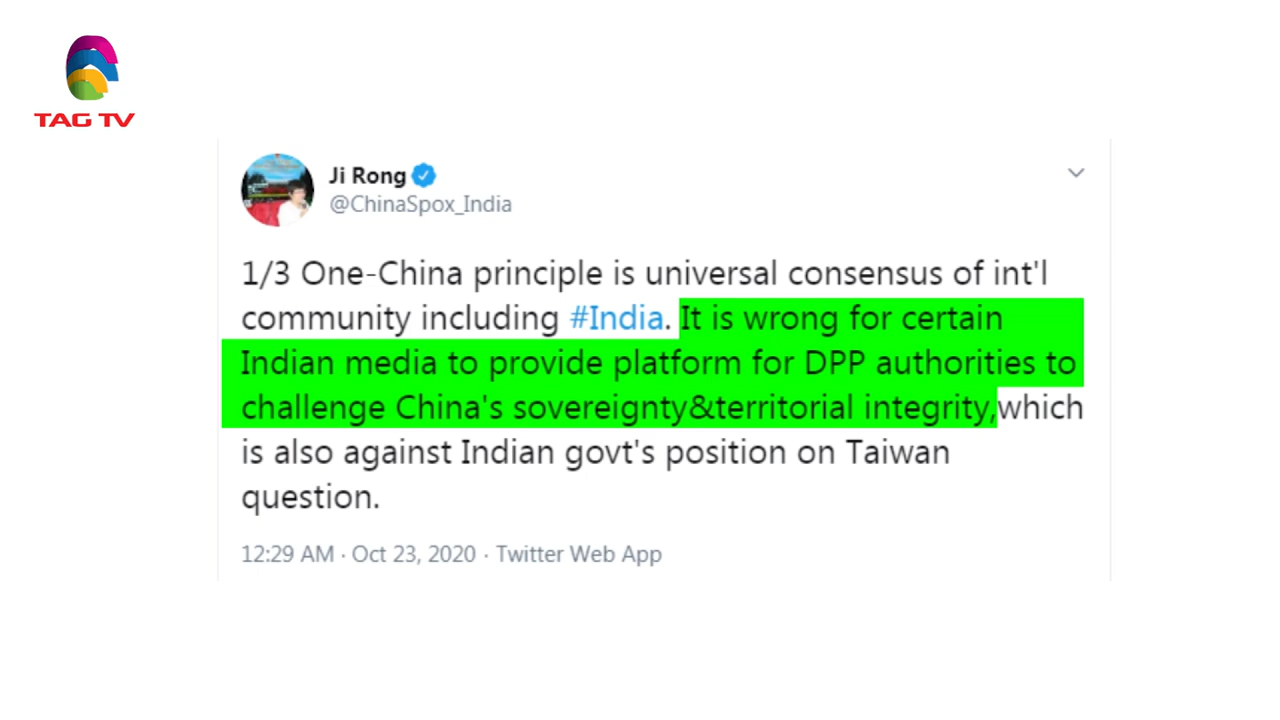 TAG TV
Ji Rong
@ChinaSpox_India
1/3 One-China principle is universal consensus of int'l
community including #India. It is wrong for certain
Indian media to provide platform for DPP authorities to
challenge China's sovereignty&territorial integrity,which
is also against Indian govt's position on Taiwan
question.
12:29 AM · Oct 23, 2020 · Twitter Web App